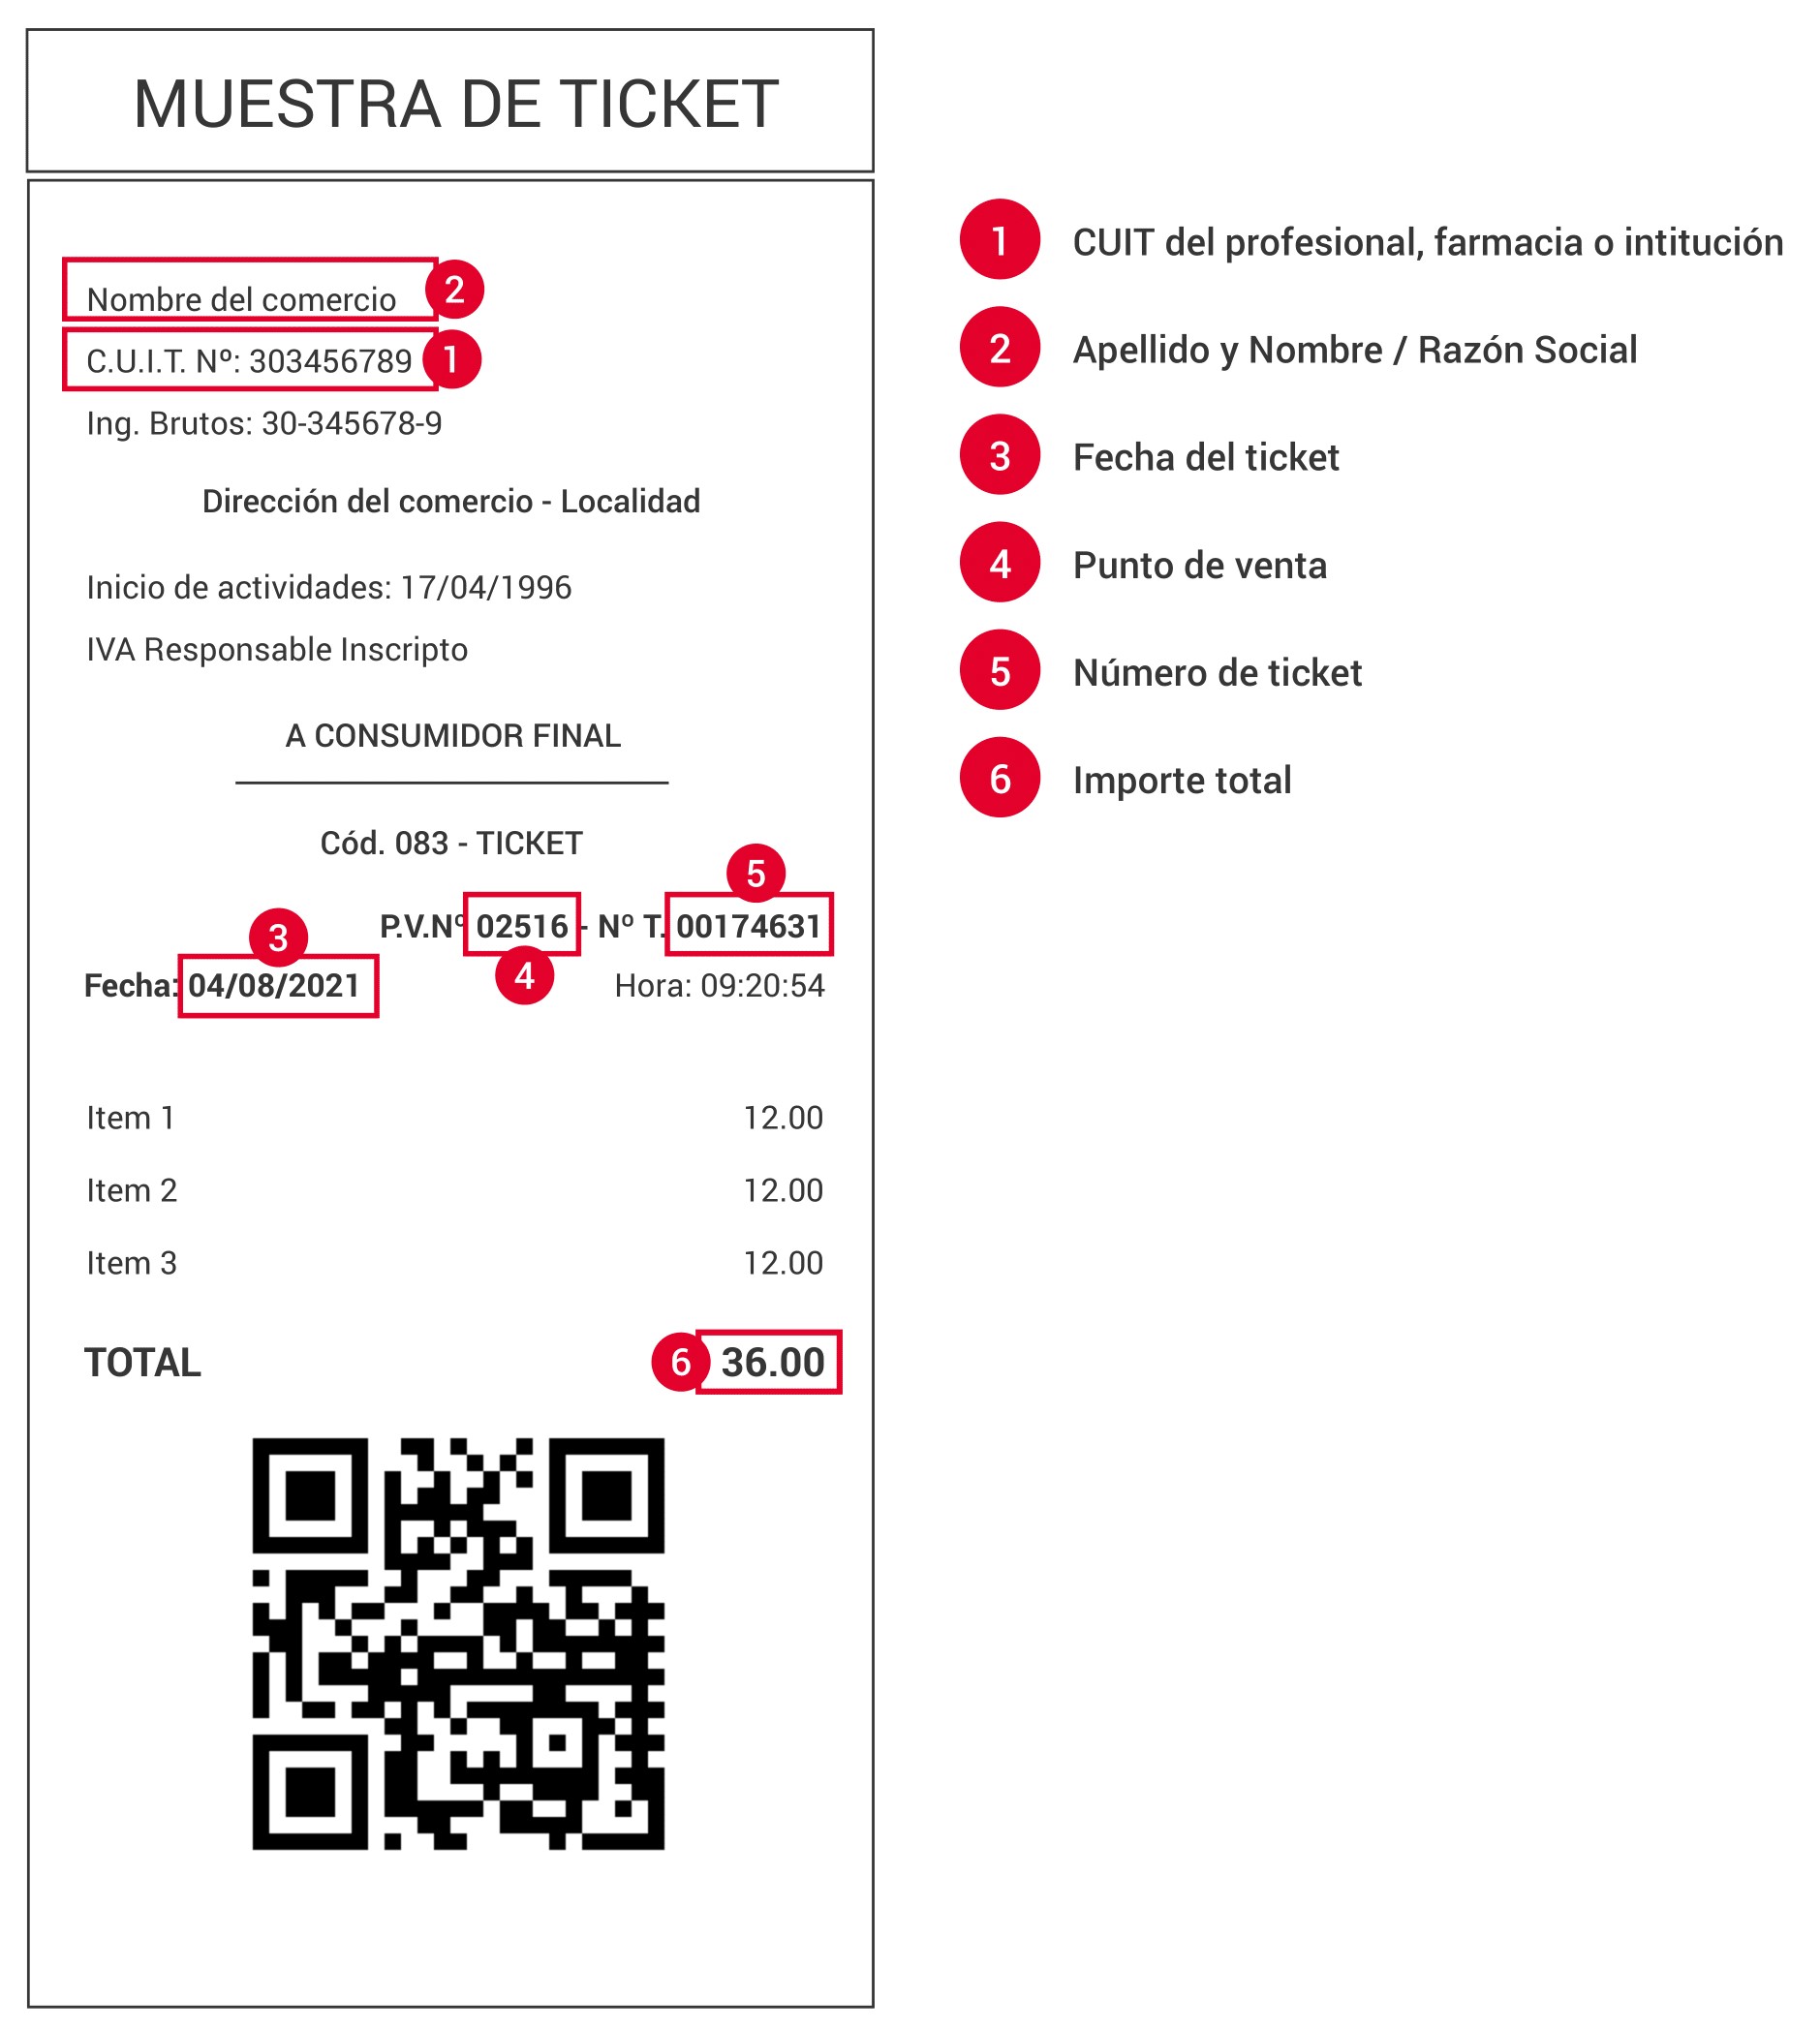 MUESTRA DE TICKET
Nombre del comercio 2
C.U.I.T. Nº: 303456789 1
Ing. Brutos: 30-345678-9
Dirección del comercio - Localidad
Inicio de actividades: 17/04/1996
IVA Responsable Inscripto
A CONSUMIDOR FINAL
Cód. 083 - TICKET
5
P.V.Nº 02516 - Nº T. 00174631
3
4
Fecha: 04/08/2021 Hora: 09:20:54
Item 1 12.00
Item 2 12.00
Item 3 12.00
TOTAL 6 36.00
1 CUIT del profesional, farmacia o intitución
2 Apellido y Nombre / Razón Social
3 Fecha del ticket
4 Punto de venta
5 Número de ticket
6 Importe total